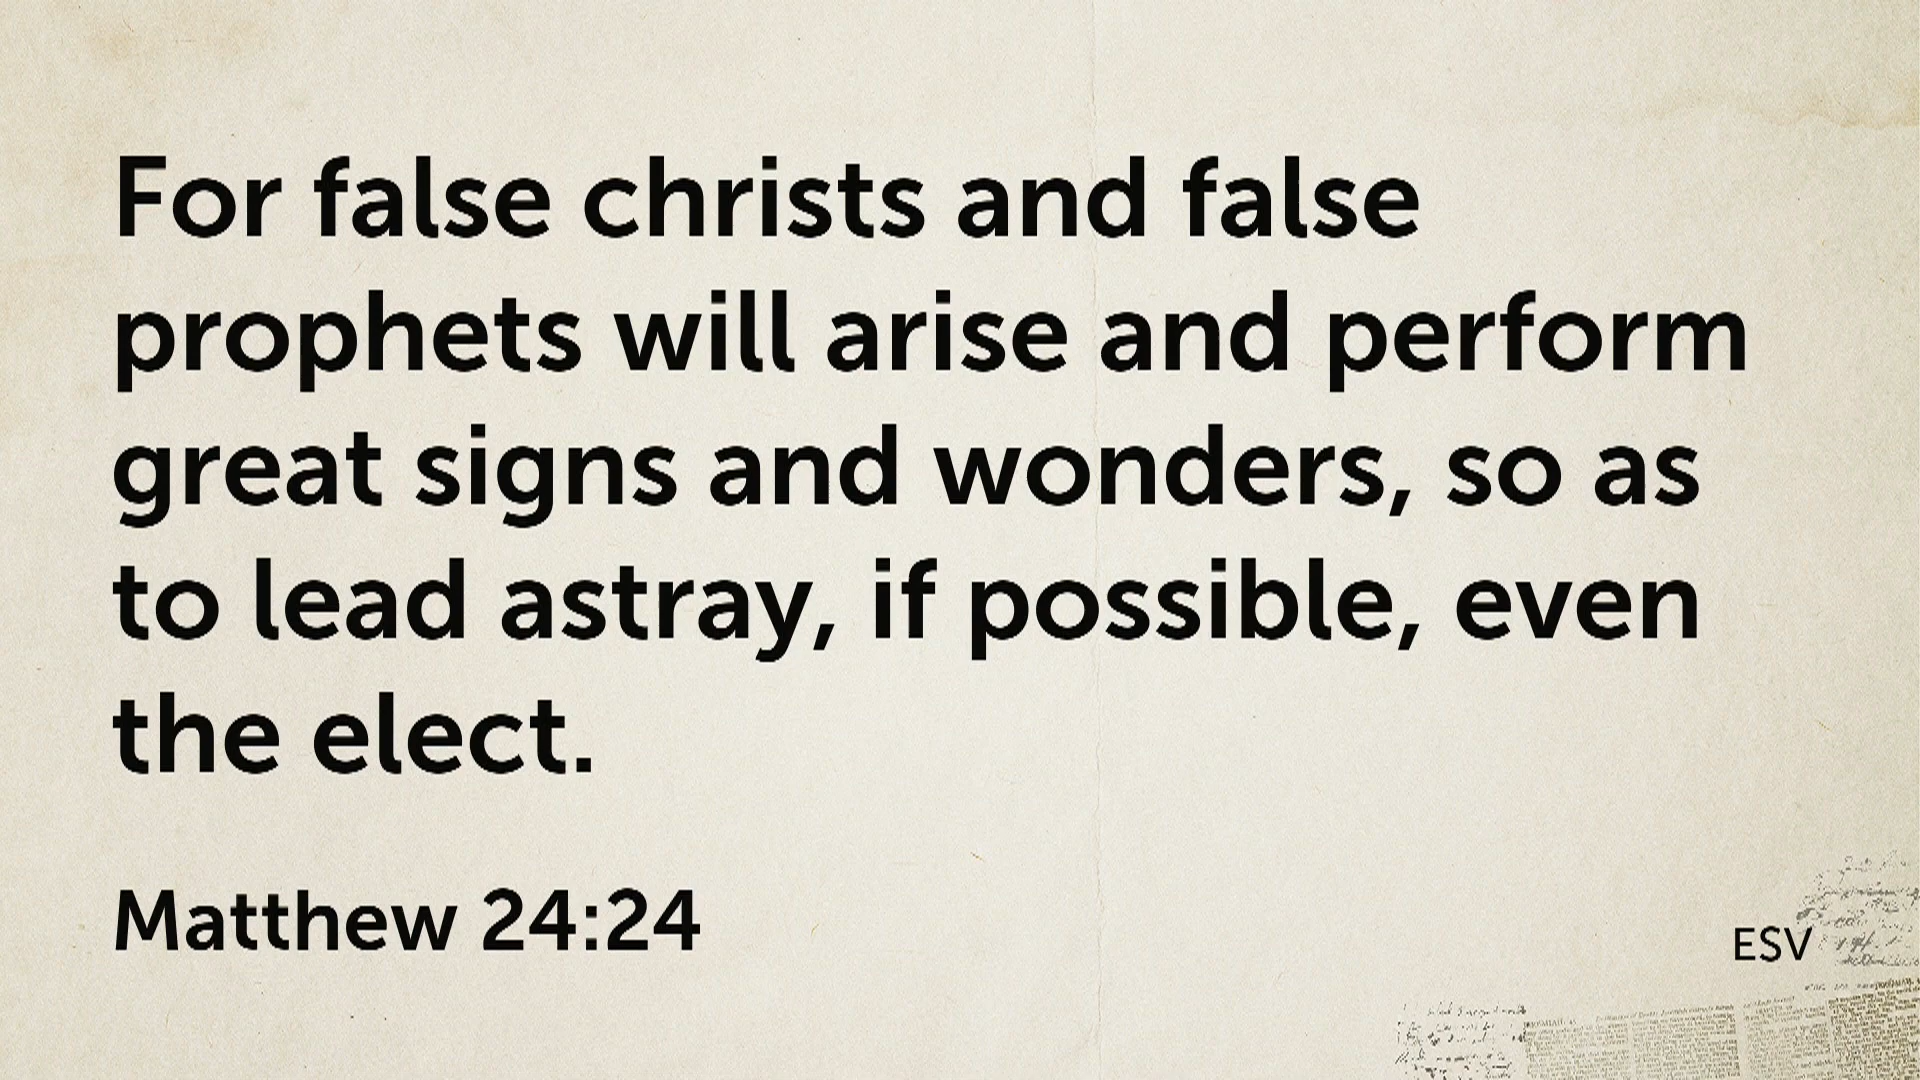 For false christs and false
prophets will arise and perform
great signs and wonders, so as
to lead astray, if possible, even
the elect.
Matthew 24:24
ESV